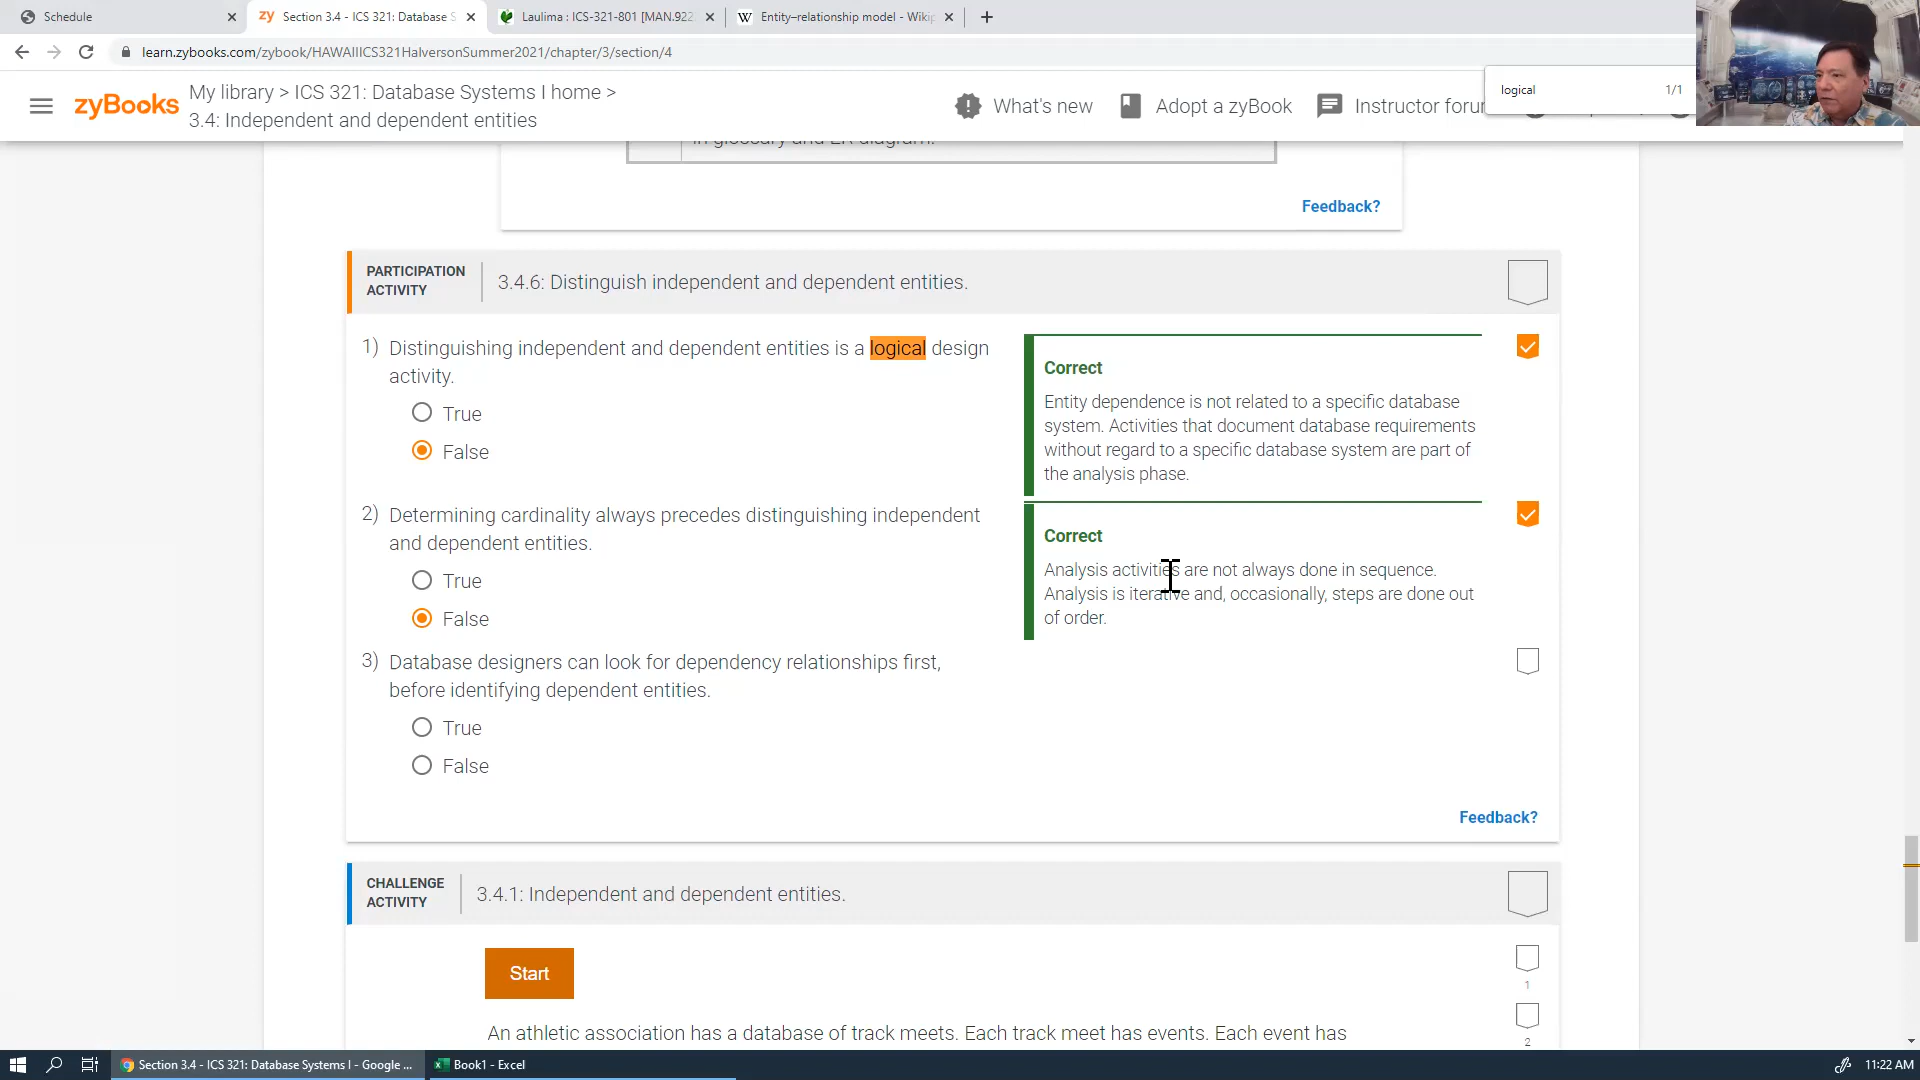 Schedule
Section 3.4 - ICS 321: Database S
Laulima : ICS-321-801 [MAN.922
Entity–relationship model - Wikip
learn.zybooks.com/zybook/HAWAIIICS321HalversonSummer2021/chapter/3/section/4
zyBooks
My library > ICS 321: Database Systems I home >
3.4: Independent and dependent entities
What's new
Adopt a zyBook
Instructor forum
logical
1/1
in glossary and ER diagram.
Feedback?
PARTICIPATION
ACTIVITY
3.4.6: Distinguish independent and dependent entities.
1) Distinguishing independent and dependent entities is a logical design
activity.
True
False
Correct
Entity dependence is not related to a specific database
system. Activities that document database requirements
without regard to a specific database system are part of
the analysis phase.
2) Determining cardinality always precedes distinguishing independent
and dependent entities.
True
False
Correct
Analysis activities are not always done in sequence.
Analysis is iterative and, occasionally, steps are done out
of order.
3) Database designers can look for dependency relationships first,
before identifying dependent entities.
True
False
Feedback?
CHALLENGE
ACTIVITY
3.4.1: Independent and dependent entities.
Start
1
An athletic association has a database of track meets. Each track meet has events. Each event has
2
Section 3.4 - ICS 321: Database Systems I - Google ...
Book1 - Excel
11:22 AM